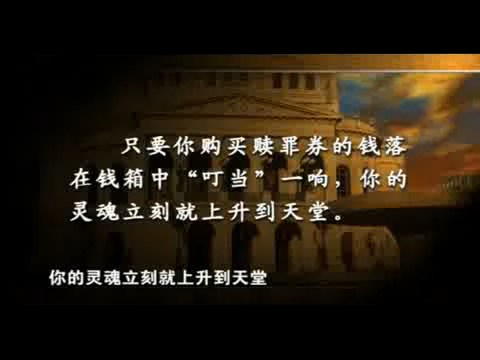 只要你购买赎罪券的钱落
在钱箱中“叮当”一响，你的
灵魂立刻就上升到天堂。
你的灵魂立刻就上升到天堂